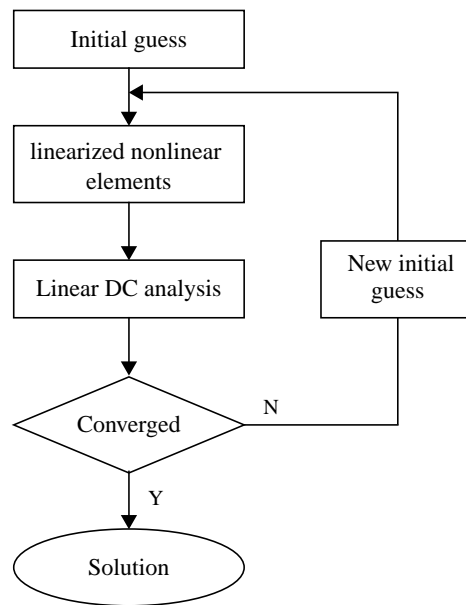 Initial guess
linearized nonlinear
elements
Linear DC analysis
New initial
guess
Converged
N
Y
Solution